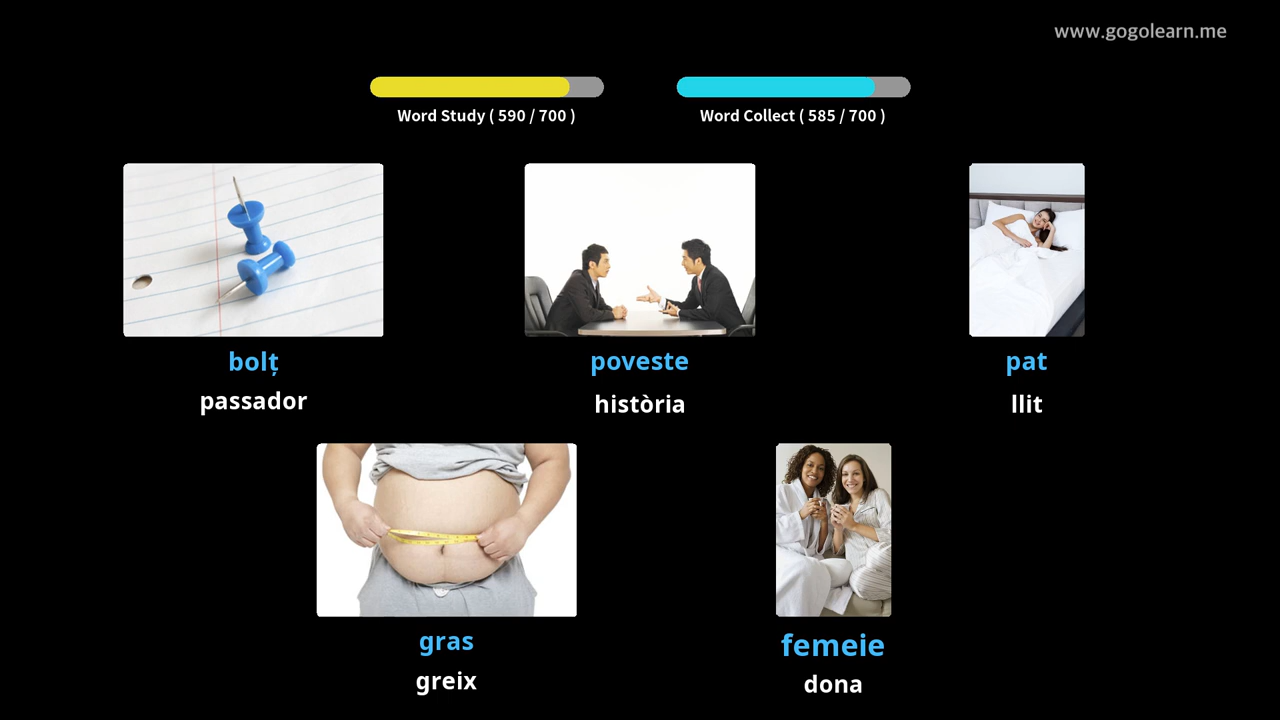 www.gogolearn.me
Word Study ( 590 / 700 )
Word Collect ( 585 / 700 )
bolț
passador
poveste
història
pat
llit
gras
greix
femeie
dona